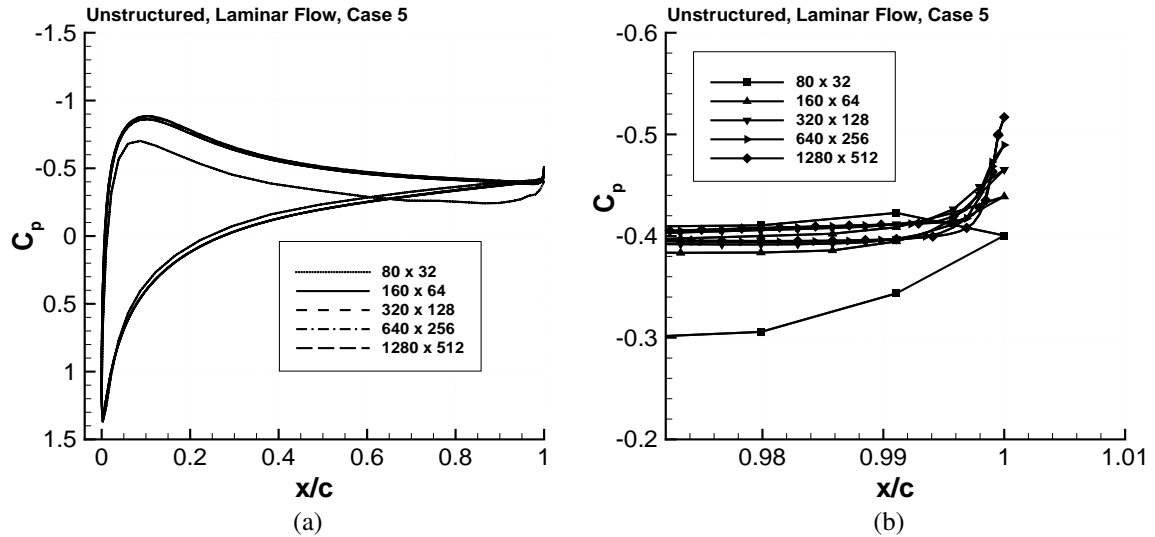 Unstructured, Laminar Flow, Case 5
-1.5
-1
-0.5
0
0.5
1
1.5
Cp
80 x 32
160 x 64
320 x 128
640 x 256
1280 x 512
0
0.2
0.4
0.6
0.8
1
x/c
(a)
Unstructured, Laminar Flow, Case 5
-0.6
-0.5
-0.4
-0.3
-0.2
Cp
80 x 32
160 x 64
320 x 128
640 x 256
1280 x 512
0.98
0.99
1
1.01
x/c
(b)